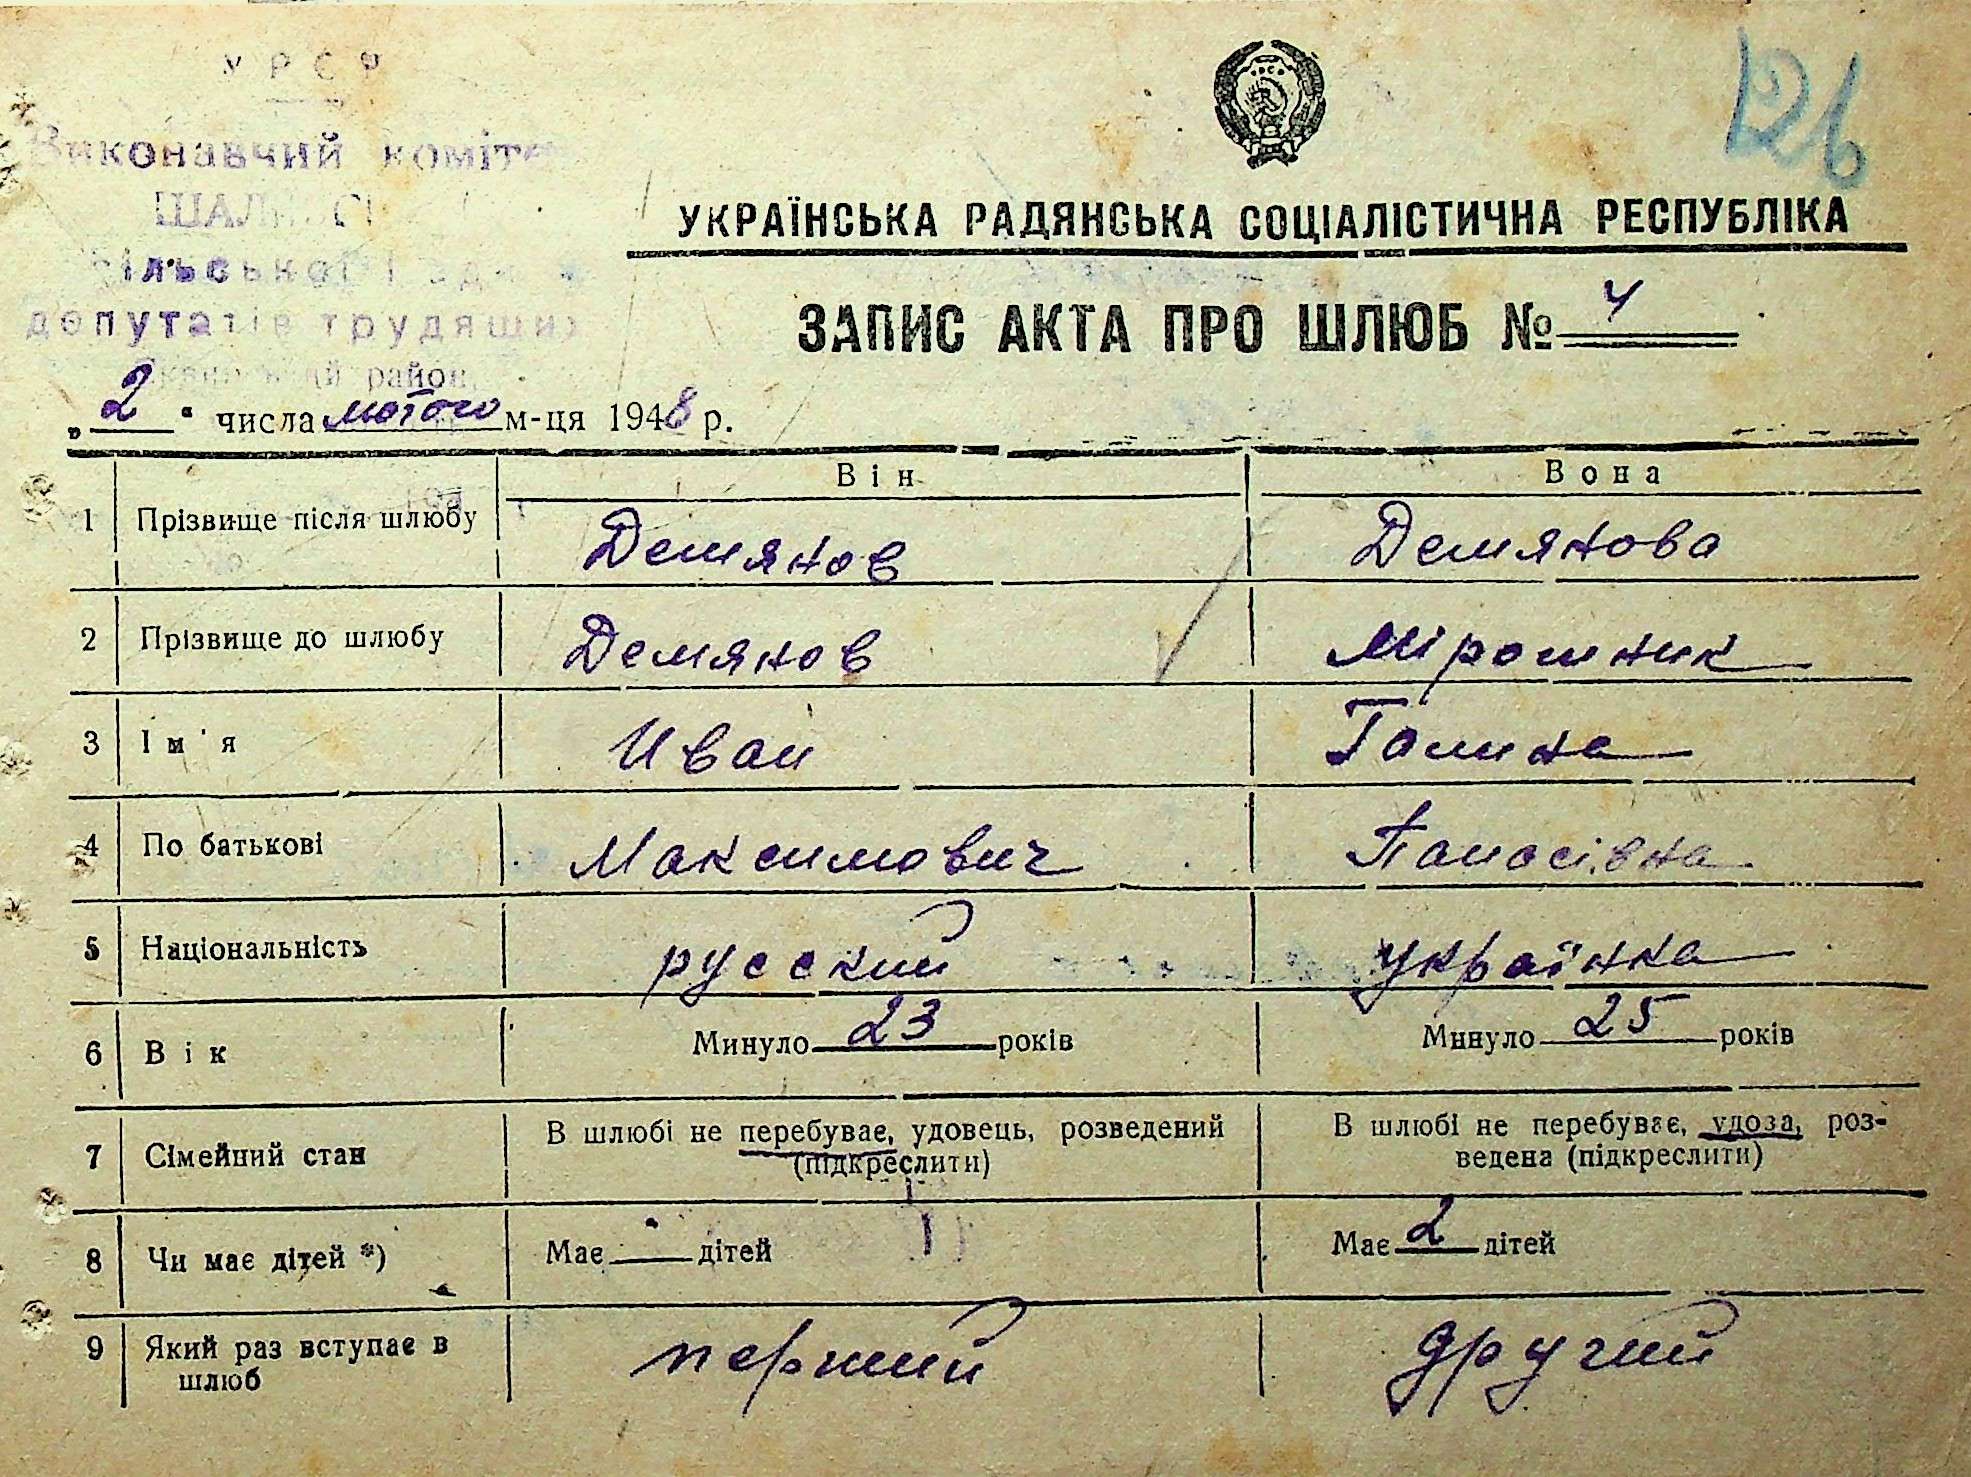 УРСР
Виконавчий коміте
депутатів трудящих
район,
126
УКРАЇНСЬКА РАДЯНСЬКА СОЦІАЛІСТИЧНА РЕСПУБЛІКА
ЗАПИС АКТА ПРО ШЛЮБ № 4
„2“ числа лютого м-ця 1948 р.
Він Вона
1 Прізвище після шлюбу Демянов Демянова
2 Прізвище до шлюбу Демянов Мірошник
3 Ім'я Иван Галина
4 По батькові Максимович Панасівна
5 Національність русский українка
6 Вік Минуло 23 років Минуло 25 років
7 Сімейний стан В шлюбі не перебуває, удовець, розведений (підкреслити) В шлюбі не перебуває, удова, роз-
ведена (підкреслити)
8 Чи має дітей *) Має дітей Має 2 дітей
9 Який раз вступає в шлюб перший другий